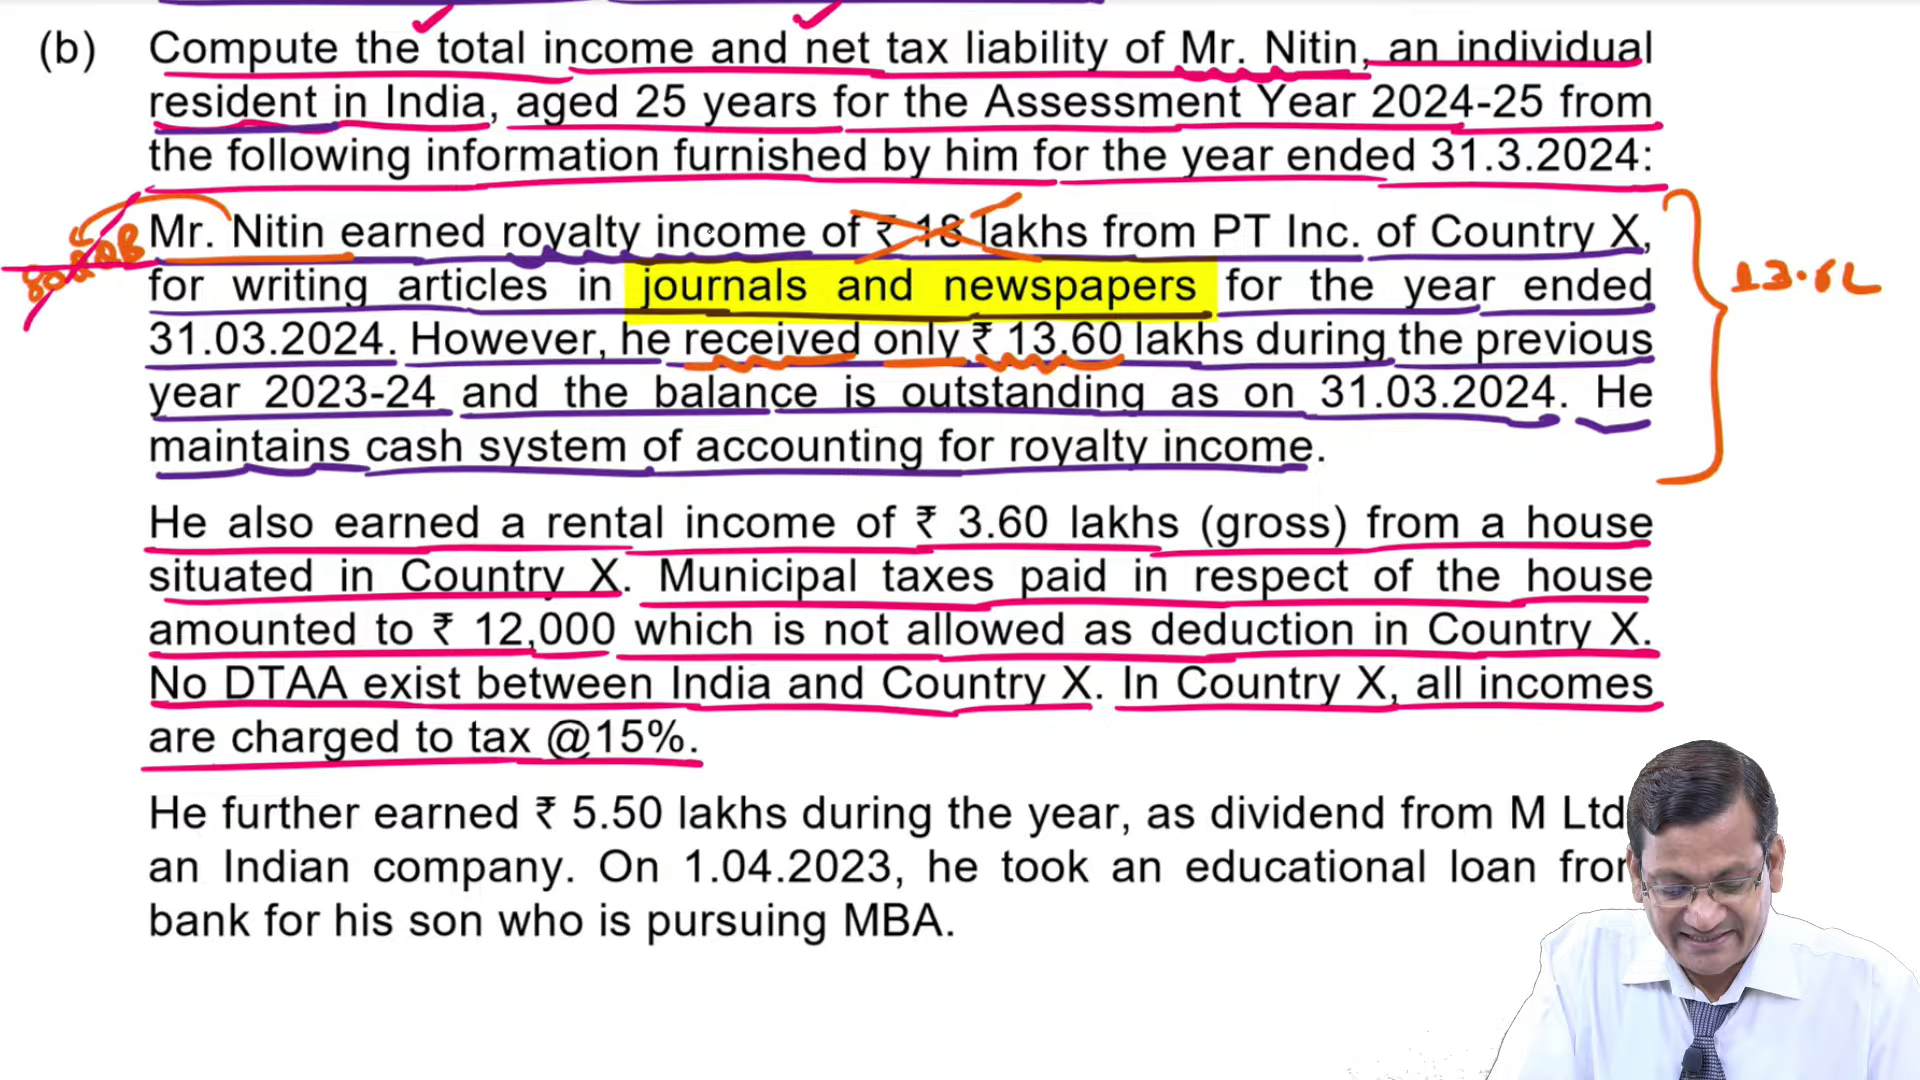 (b) Compute the total income and net tax liability of Mr. Nitin, an individual
resident in India, aged 25 years for the Assessment Year 2024-25 from
the following information furnished by him for the year ended 31.3.2024:
Mr. Nitin earned royalty income of ₹ 18 lakhs from PT Inc. of Country X,
for writing articles in journals and newspapers for the year ended
31.03.2024. However, he received only ₹ 13.60 lakhs during the previous
year 2023-24 and the balance is outstanding as on 31.03.2024. He
maintains cash system of accounting for royalty income.
13.6L
He also earned a rental income of ₹ 3.60 lakhs (gross) from a house
situated in Country X. Municipal taxes paid in respect of the house
amounted to ₹ 12,000 which is not allowed as deduction in Country X.
No DTAA exist between India and Country X. In Country X, all incomes
are charged to tax @15%.
He further earned ₹ 5.50 lakhs during the year, as dividend from M Ltd
an Indian company. On 1.04.2023, he took an educational loan
bank for his son who is pursuing MBA.